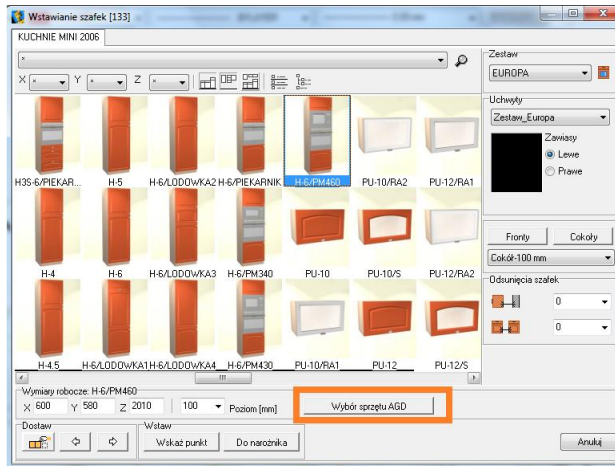 Wstawianie szafek [133]
KUCHNIE MINI 2006
Zestaw
EUROPA
X Y Z
Uchwyty
Zestaw_Europa
Zawiasy
Lewe
Prawe
H3S-6/PIEKAR... H-5 H-6/LODOWKA2 H-6/PIEKARNIK H-6/PM460 PU-10/RA2 PU-12/RA1
Fronty Cokoły
Cokół-100 mm
H-4 H-6 H-6/LODOWKA3 H-6/PM340 PU-10 PU-10/S PU-12/RA2
Odsunięcia szafek
0
0
H-4.5 H-6/LODOWKA1 H-6/LODOWKA4 H-6/PM430 PU-10/RA1 PU-12 PU-12/S
Wymiary robocze: H-6/PM460
X 600 Y 580 Z 2010 100 Poziom [mm] Wybór sprzętu AGD
Dostaw Wstaw
Wskaż punkt Do narożnika Anuluj